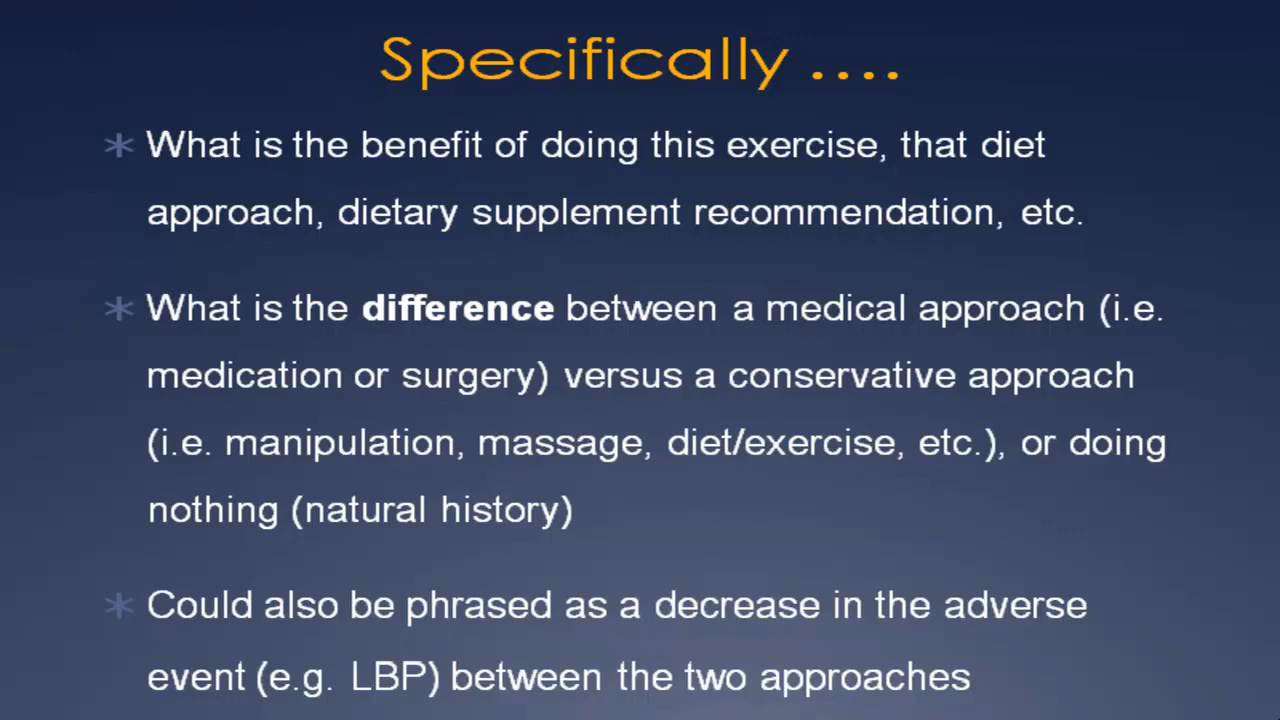 Specifically ....
* What is the benefit of doing this exercise, that diet
approach, dietary supplement recommendation, etc.
* What is the difference between a medical approach (i.e.
medication or surgery) versus a conservative approach
(i.e. manipulation, massage, diet/exercise, etc.), or doing
nothing (natural history)
* Could also be phrased as a decrease in the adverse
event (e.g. LBP) between the two approaches